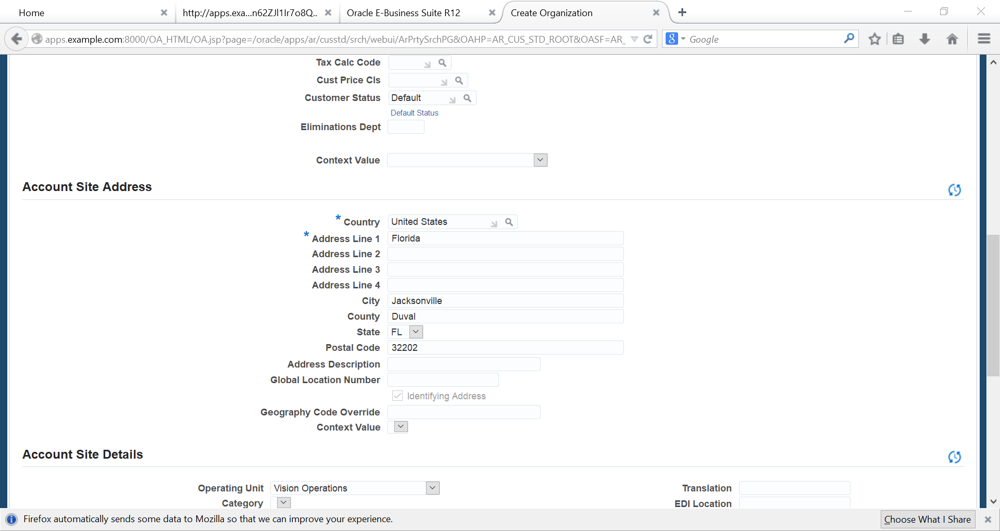 Home
http://apps.exa...n62ZJl1Ir7o8Q..
Oracle E-Business Suite R12
Create Organization
apps.example.com:8000/OA_HTML/OA.jsp?page=/oracle/apps/ar/cusstd/srch/webui/ArPrtySrchPG&OAHP=AR_CUS_STD_ROOT&OASF=AR_
Google
Tax Calc Code
Cust Price Cls
Customer Status Default
Default Status
Eliminations Dept
Context Value
Account Site Address
* Country United States
* Address Line 1 Florida
Address Line 2
Address Line 3
Address Line 4
City Jacksonville
County Duval
State FL
Postal Code 32202
Address Description
Global Location Number
Identifying Address
Geography Code Override
Context Value
Account Site Details
Operating Unit Vision Operations Translation
Category EDI Location
Firefox automatically sends some data to Mozilla so that we can improve your experience. Choose What I Share